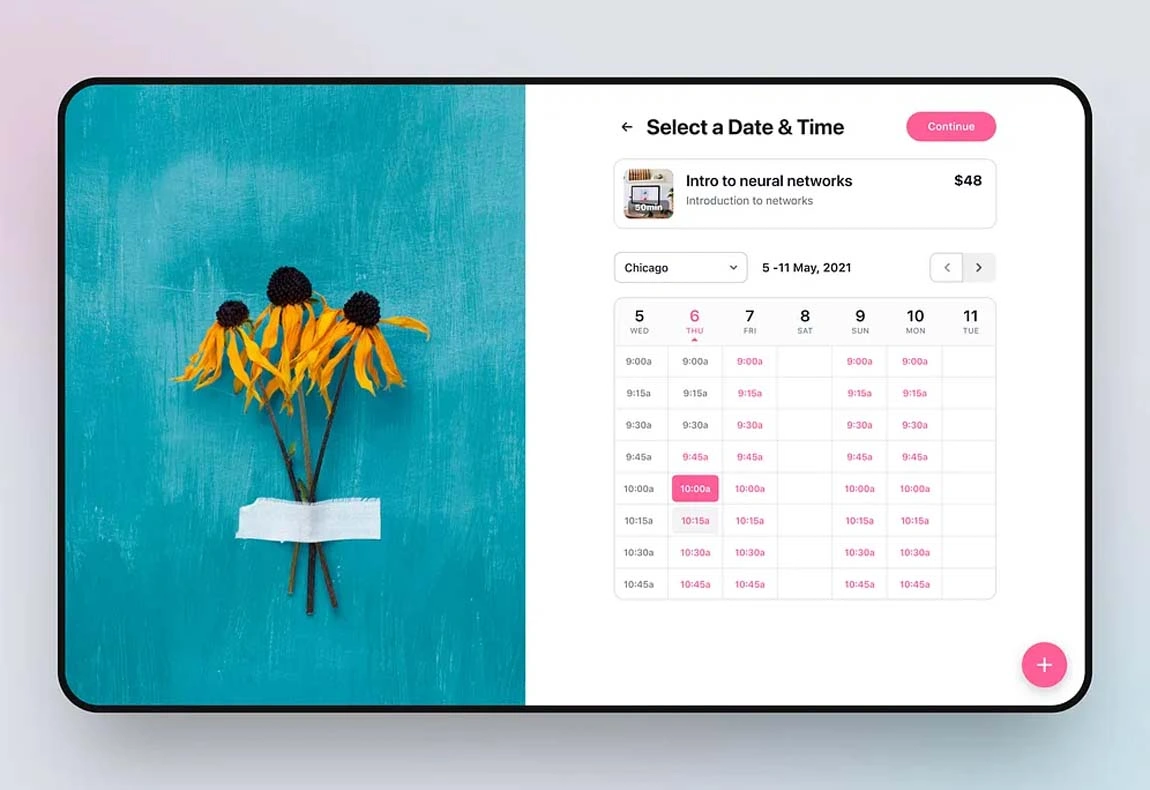 Select a Date & Time
Continue
Intro to neural networks
$48
50min
Introduction to networks
Chicago
5 -11 May, 2021
5 6 7 8 9 10 11
WED THU FRI SAT SUN MON TUE
9:00a 9:00a 9:00a 9:00a 9:00a
9:15a 9:15a 9:15a 9:15a 9:15a
9:30a 9:30a 9:30a 9:30a 9:30a
9:45a 9:45a 9:45a 9:45a 9:45a
10:00a 10:00a 10:00a 10:00a 10:00a
10:15a 10:15a 10:15a 10:15a 10:15a
10:30a 10:30a 10:30a 10:30a 10:30a
10:45a 10:45a 10:45a 10:45a 10:45a